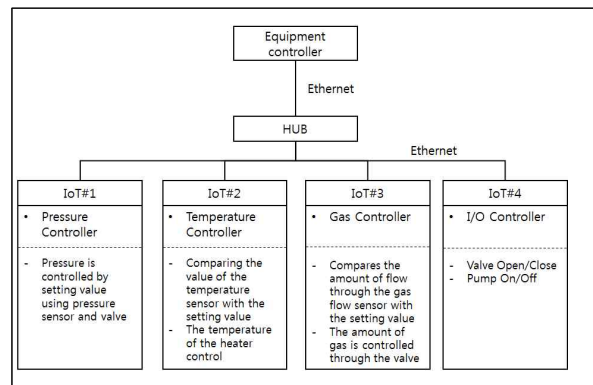 Equipment
controller
Ethernet
HUB
Ethernet
IoT#1
• Pressure
Controller
- Pressure is
controlled by
setting value
using pressure
sensor and valve
IoT#2
• Temperature
Controller
- Comparing the
value of the
temperature
sensor with the
setting value
- The temperature
of the heater
control
IoT#3
• Gas Controller
- Compares the
amount of flow
through the gas
flow sensor with
the setting value
- The amount of
gas is controlled
through the valve
IoT#4
• I/O Controller
- Valve Open/Close
- Pump On/Off